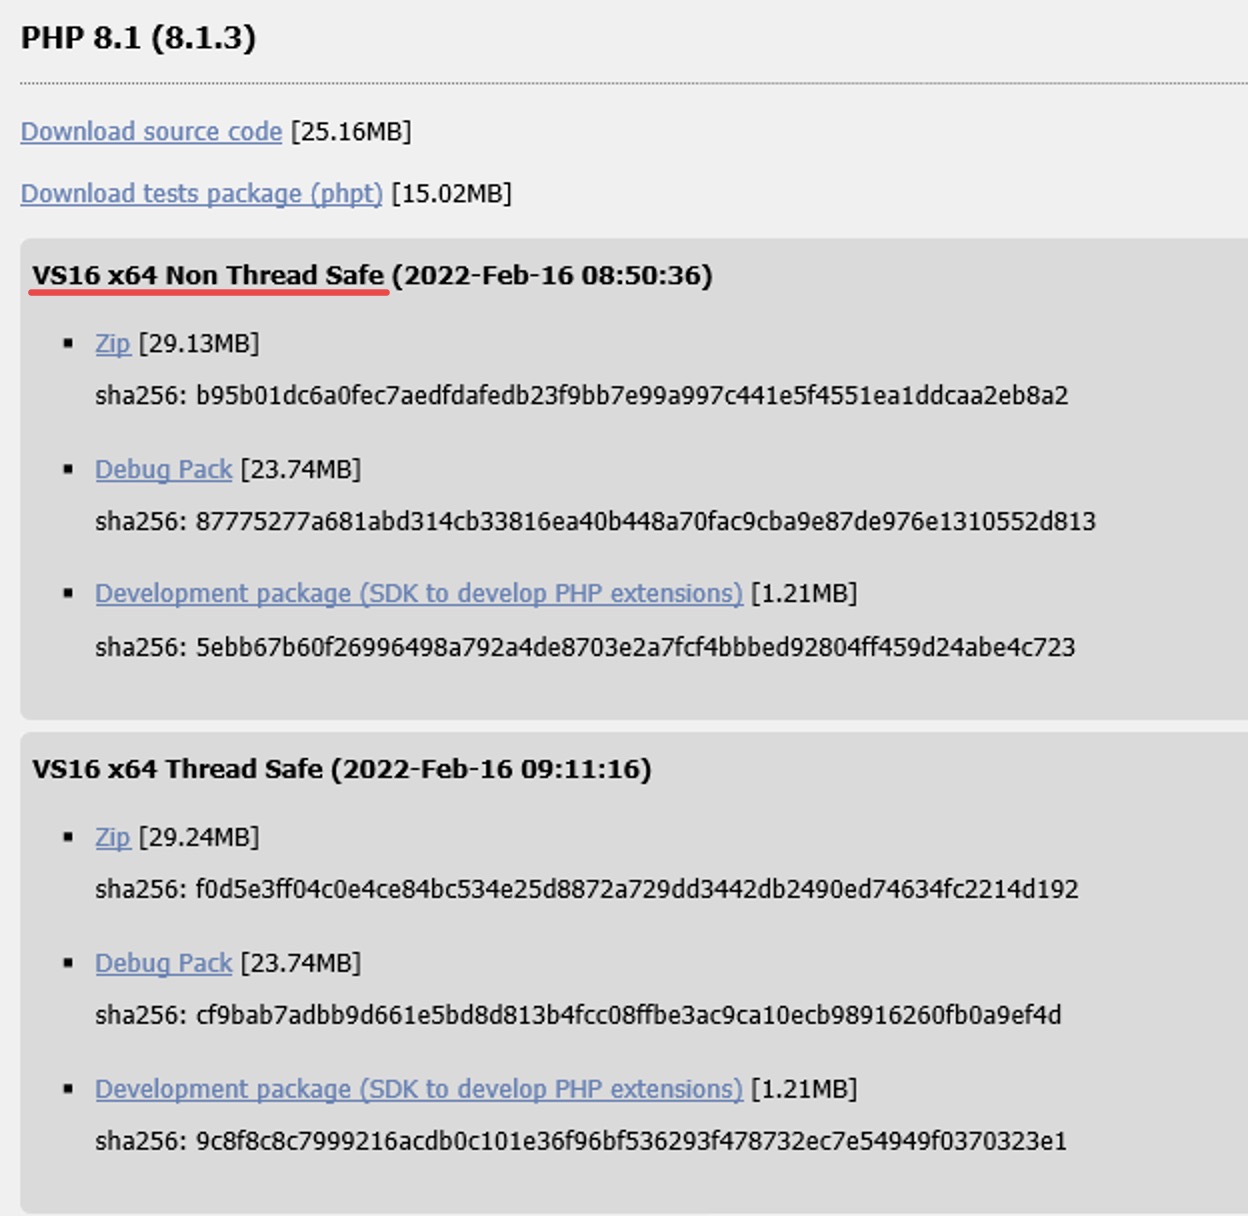 PHP 8.1 (8.1.3)
Download source code [25.16MB]
Download tests package (phpt) [15.02MB]
VS16 x64 Non Thread Safe (2022-Feb-16 08:50:36)
Zip [29.13MB]
sha256: b95b01dc6a0fec7aedfdafedb23f9bb7e99a997c441e5f4551ea1ddcaa2eb8a2
Debug Pack [23.74MB]
sha256: 87775277a681abd314cb33816ea40b448a70fac9cba9e87de976e1310552d813
Development package (SDK to develop PHP extensions) [1.21MB]
sha256: 5ebb67b60f26996498a792a4de8703e2a7fcf4bbbed92804ff459d24abe4c723
VS16 x64 Thread Safe (2022-Feb-16 09:11:16)
Zip [29.24MB]
sha256: f0d5e3ff04c0e4ce84bc534e25d8872a729dd3442db2490ed74634fc2214d192
Debug Pack [23.74MB]
sha256: cf9bab7adbb9d661e5bd8d813b4fcc08ffbe3ac9ca10ecb98916260fb0a9ef4d
Development package (SDK to develop PHP extensions) [1.21MB]
sha256: 9c8f8c8c7999216acdb0c101e36f96bf536293f478732ec7e54949f0370323e1